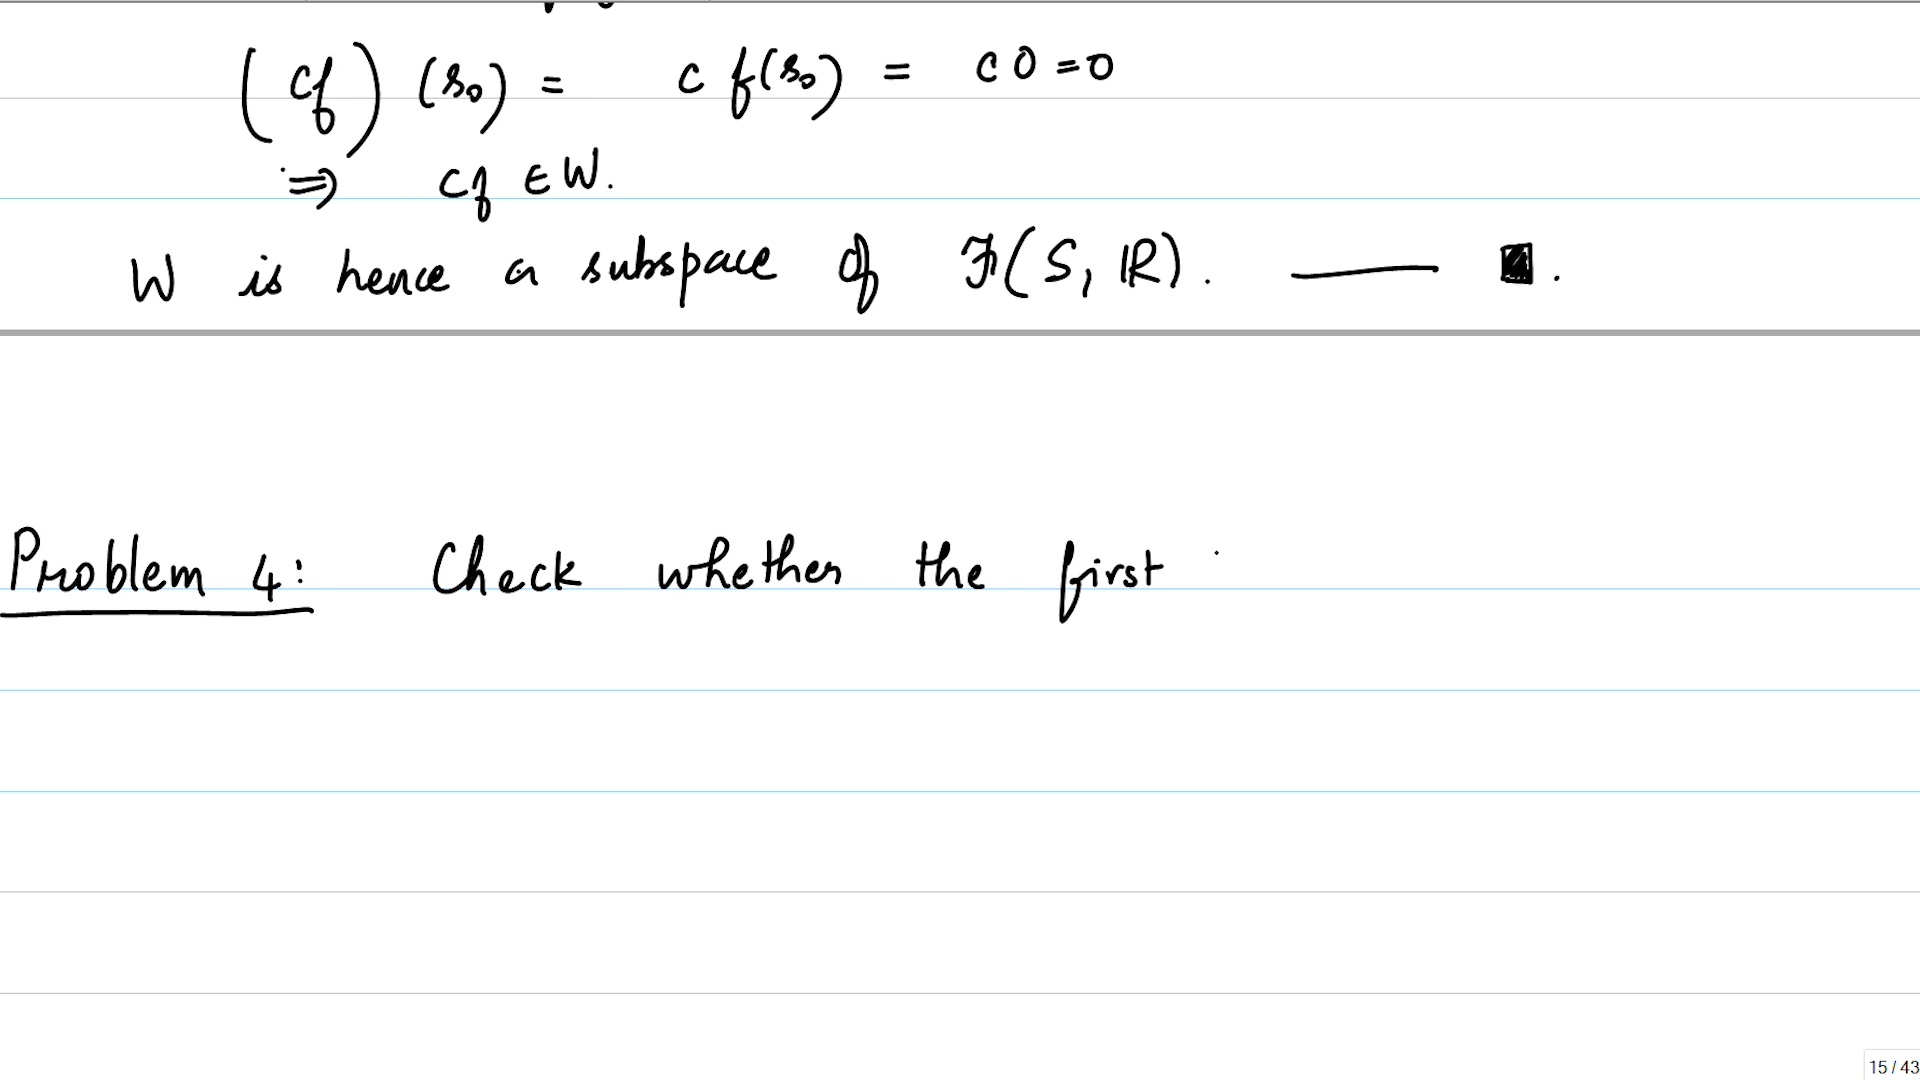 (cf)(s₀) = c f(s₀) = c0 = 0
⇒ cf ∈ W.
W is hence a subspace of 𝓕(S, ℝ). — ■.
Problem 4: Check whether the first
15 / 43